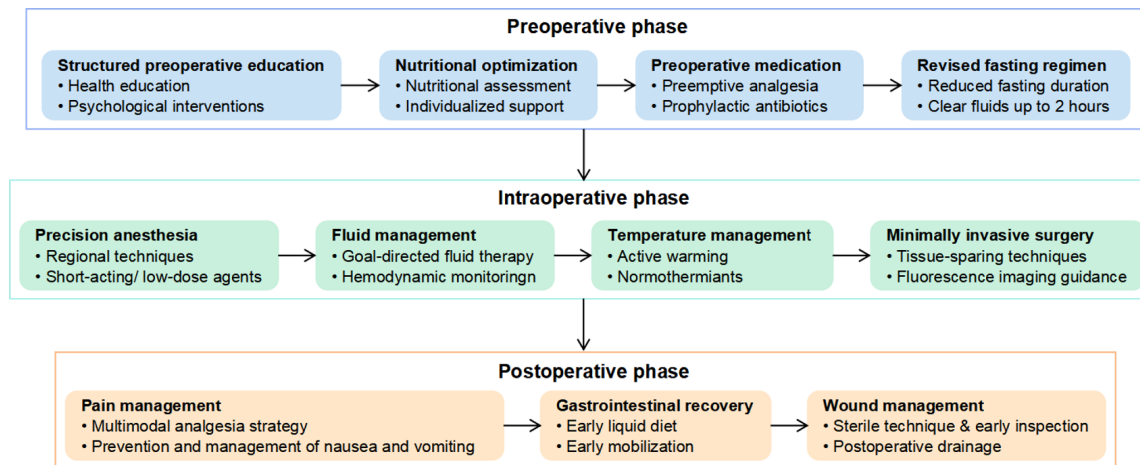 Preoperative phase
Structured preoperative education
• Health education
• Psychological interventions
Nutritional optimization
• Nutritional assessment
• Individualized support
Preoperative medication
• Preemptive analgesia
• Prophylactic antibiotics
Revised fasting regimen
• Reduced fasting duration
• Clear fluids up to 2 hours
Intraoperative phase
Precision anesthesia
• Regional techniques
• Short-acting/ low-dose agents
Fluid management
• Goal-directed fluid therapy
• Hemodynamic monitoringn
Temperature management
• Active warming
• Normothermiants
Minimally invasive surgery
• Tissue-sparing techniques
• Fluorescence imaging guidance
Postoperative phase
Pain management
• Multimodal analgesia strategy
• Prevention and management of nausea and vomiting
Gastrointestinal recovery
• Early liquid diet
• Early mobilization
Wound management
• Sterile technique & early inspection
• Postoperative drainage